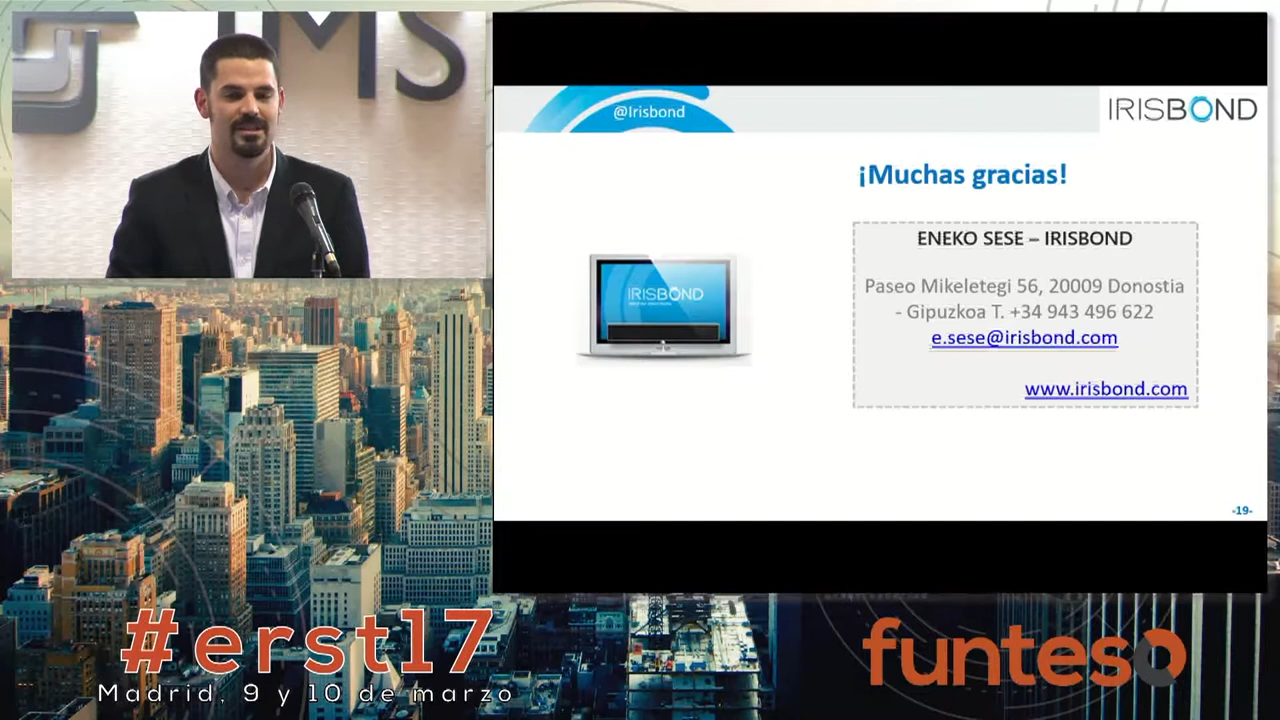 IMS
@Irisbond
IRISBOND
¡Muchas gracias!
ENEKO SESE – IRISBOND
Paseo Mikeletegi 56, 20009 Donostia
- Gipuzkoa T. +34 943 496 622
e.sese@irisbond.com
www.irisbond.com
IRISBOND
-19-
#erst17
Madrid, 9 y 10 de marzo
funteso